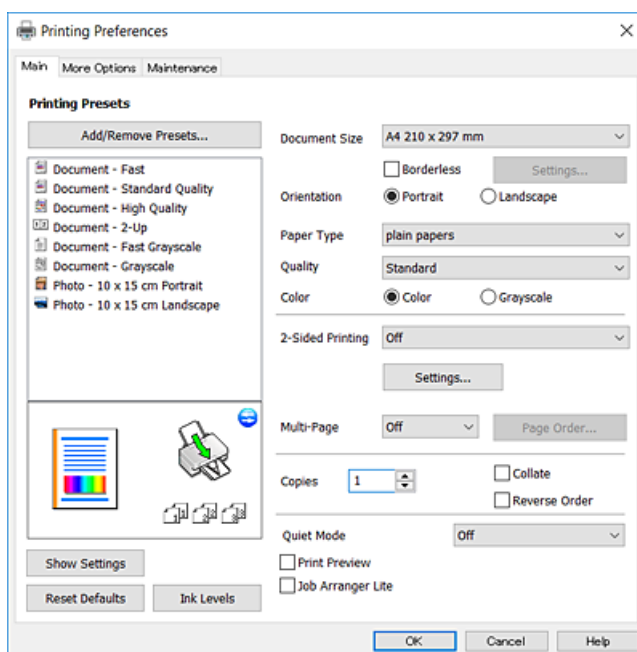 Printing Preferences
Main More Options Maintenance
Printing Presets
Add/Remove Presets...
Document - Fast
Document - Standard Quality
Document - High Quality
Document - 2-Up
Document - Fast Grayscale
Document - Grayscale
Photo - 10 x 15 cm Portrait
Photo - 10 x 15 cm Landscape
Show Settings
Reset Defaults Ink Levels
Document Size A4 210 x 297 mm
Borderless Settings...
Orientation Portrait Landscape
Paper Type plain papers
Quality Standard
Color Color Grayscale
2-Sided Printing Off
Settings...
Multi-Page Off Page Order...
Copies 1 Collate
Reverse Order
Quiet Mode Off
Print Preview
Job Arranger Lite
OK Cancel Help